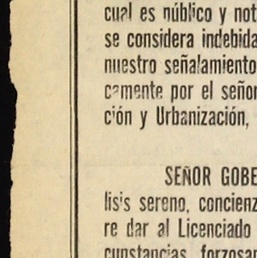 cual es público y not
se considera indebida
nuestro señalamiento
camente por el señor
ción y Urbanización,
SEÑOR GOBE
lisis sereno, concienz
re dar al Licenciado
cunstancias, forzosam